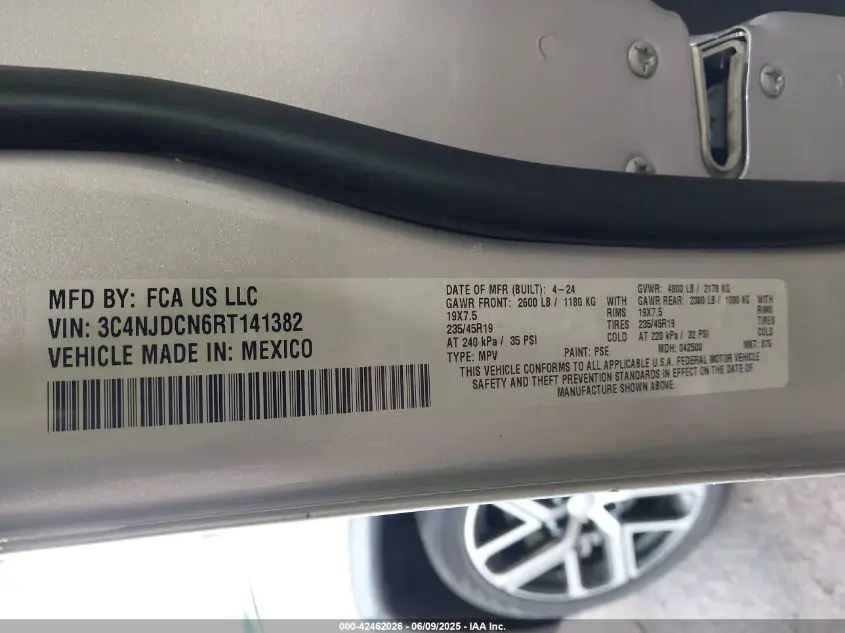 MFD BY: FCA US LLC
VIN: 3C4NJDCN6RT141382
VEHICLE MADE IN: MEXICO
DATE OF MFR (BUILT): 4-24 GVWR: 4800 LB / 2179 KG
GAWR FRONT: 2600 LB / 1180 KG WITH GAWR REAR: 2380 LB / 1080 KG WITH
19X7.5 RIMS 19X7.5 RIMS
235/45R19 TIRES 235/45R19 TIRES
AT 240 kPa / 35 PSI COLD AT 220 kPa / 32 PSI COLD
TYPE: MPV PAINT: PSE MDH: 042500 MKT: 875
THIS VEHICLE CONFORMS TO ALL APPLICABLE U.S.A. FEDERAL MOTOR VEHICLE
SAFETY AND THEFT PREVENTION STANDARDS IN EFFECT ON THE DATE OF
MANUFACTURE SHOWN ABOVE.
000-42462026 - 06/09/2025 - IAA Inc.